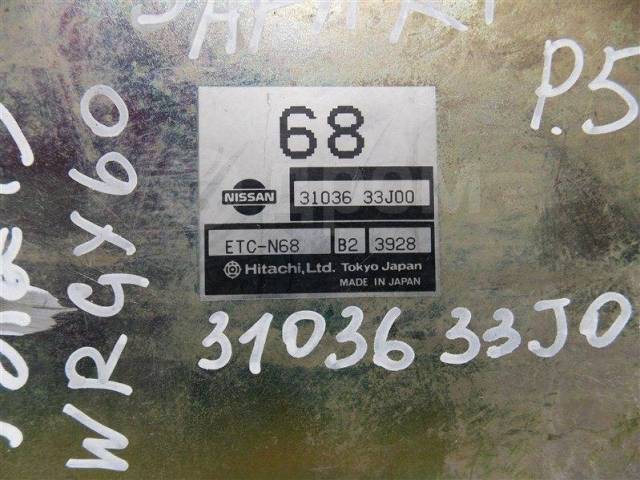 P.5
68
NISSAN 31036 33J00
ETC-N68 B2 3928
Hitachi, Ltd. Tokyo Japan
MADE IN JAPAN
31036 33J0
WRGY60